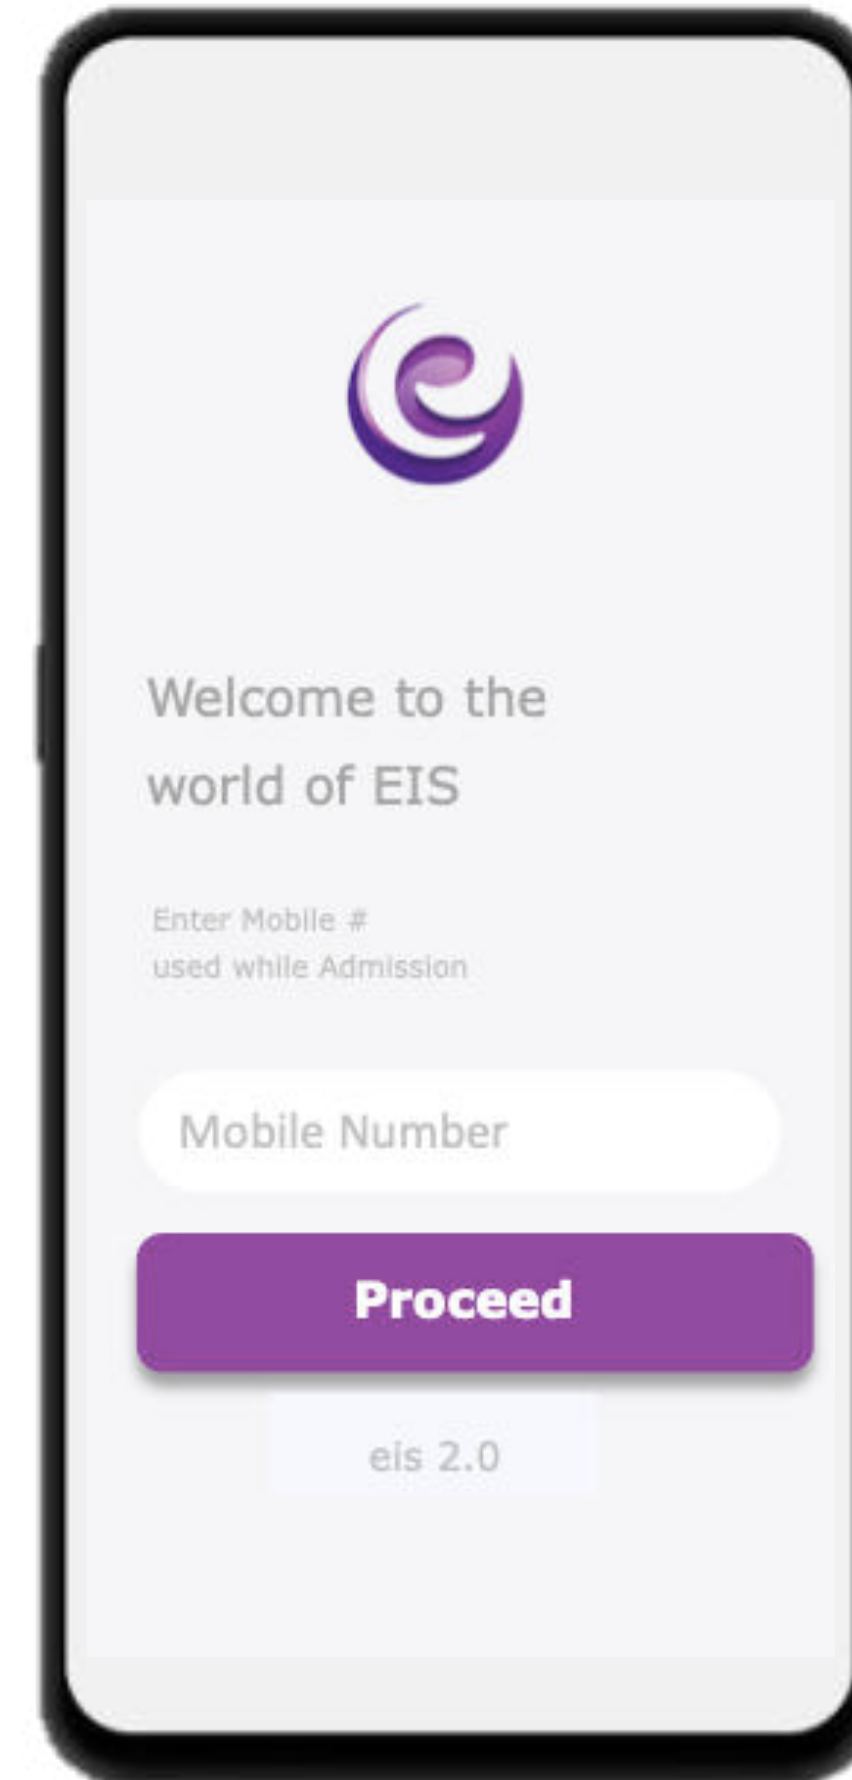 Welcome to the
world of EIS
Enter Mobile #
used while Admission
Mobile Number
Proceed
eis 2.0